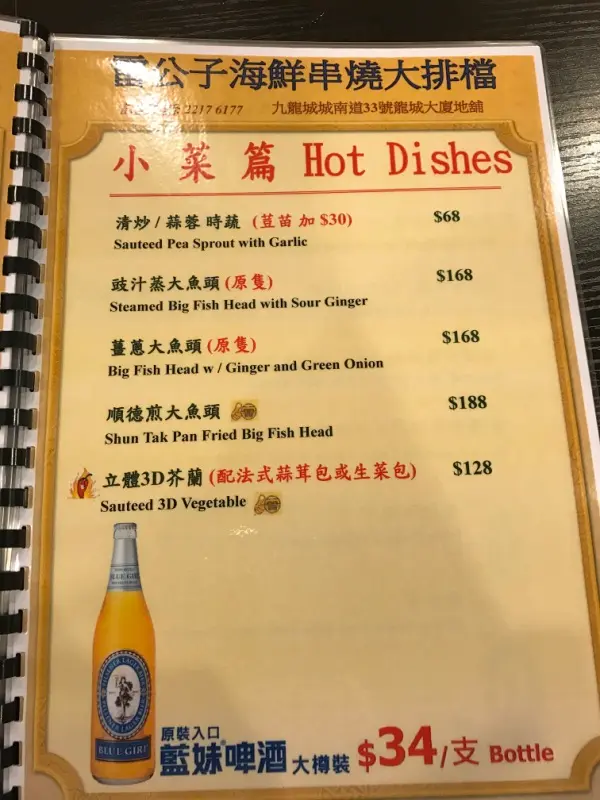 公子海鮮串燒大排檔
2217 6177 九龍城城南道33號龍城大廈地舖
小菜篇 Hot Dishes
清炒 / 蒜蓉 時蔬 (荳苗 加 $30) $68
Sauteed Pea Sprout with Garlic
豉汁蒸大魚頭 (原隻) $168
Steamed Big Fish Head with Sour Ginger
薑蔥大魚頭 (原隻) $168
Big Fish Head w / Ginger and Green Onion
順德煎大魚頭 $188
Shun Tak Pan Fried Big Fish Head
立體3D芥蘭 (配法式蒜茸包或生菜包) $128
Sauteed 3D Vegetable
BLUE GIRL
BLUE GIRL
原裝入口
藍妹啤酒 大樽裝 $34/支 Bottle